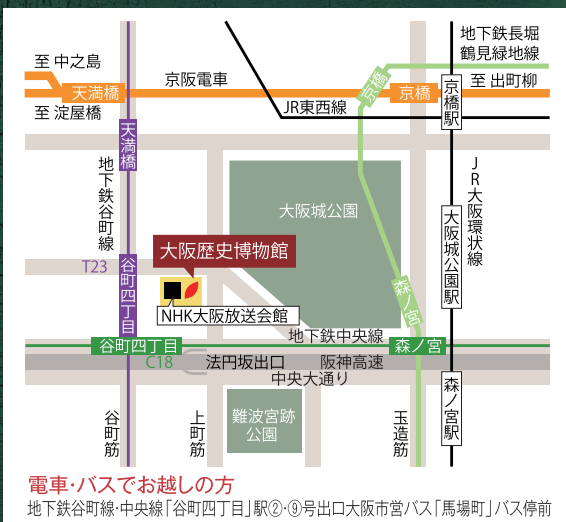 地下鉄長堀
鶴見緑地線
至 中之島
京阪電車
至 出町柳
天満橋
京橋
京橋
京橋駅
至 淀屋橋
JR東西線
天満橋
地下鉄谷町線
大阪城公園
JR大阪環状線
大阪城公園駅
大阪歴史博物館
T23
谷町四丁目
NHK大阪放送会館
森ノ宮
地下鉄中央線
谷町四丁目
森ノ宮
C18
法円坂出口
阪神高速
中央大通り
森ノ宮駅
谷町筋
上町筋
難波宮跡
公園
玉造筋
電車・バスでお越しの方
地下鉄谷町線・中央線「谷町四丁目」駅②・⑨号出口大阪市営バス「馬場町」バス停前